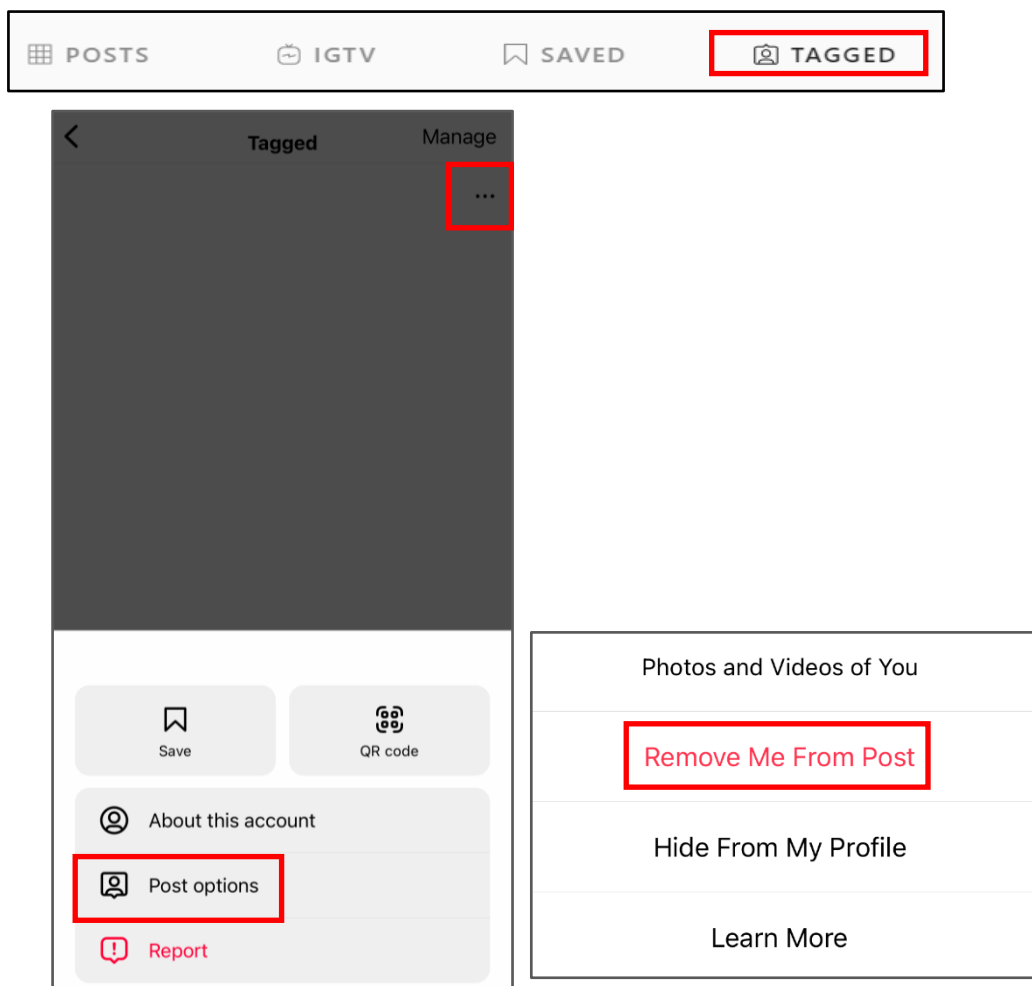 POSTS IGTV SAVED TAGGED
Tagged Manage
...
Save QR code
About this account
Post options
Report
Photos and Videos of You
Remove Me From Post
Hide From My Profile
Learn More